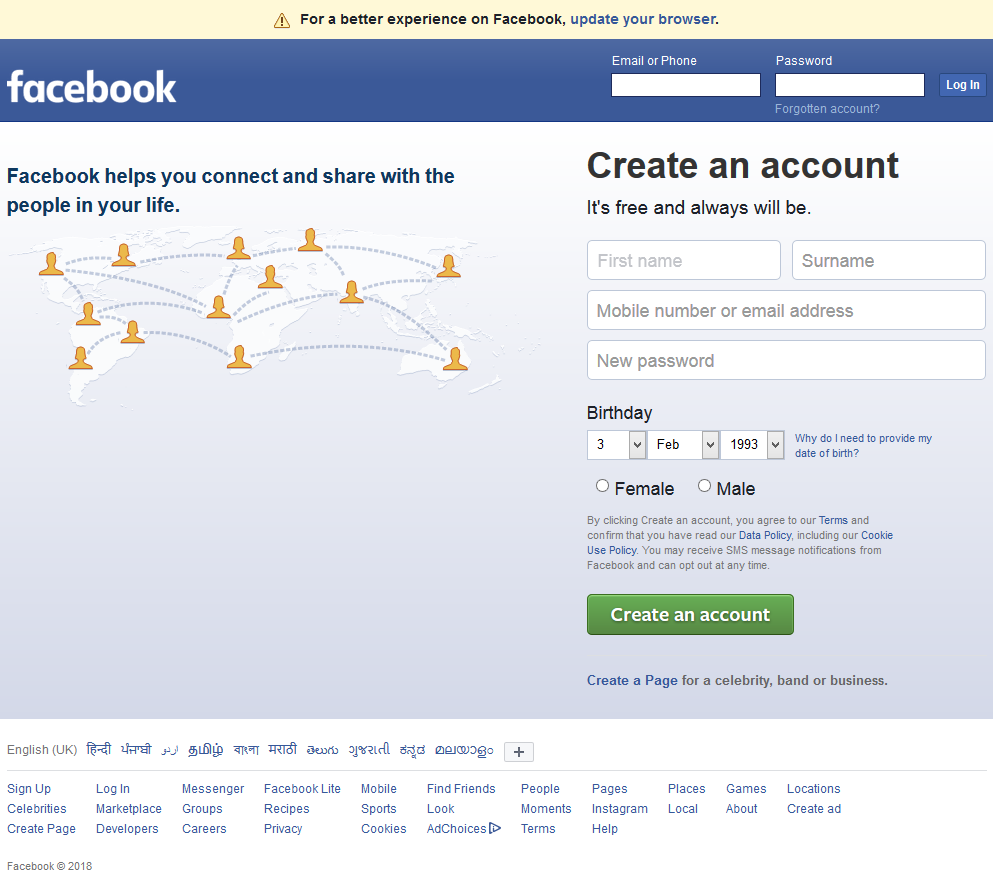 For a better experience on Facebook, update your browser.
facebook
Email or Phone
Password
Log In
Forgotten account?
Facebook helps you connect and share with the
people in your life.
Create an account
It's free and always will be.
First name
Surname
Mobile number or email address
New password
Birthday
3 Feb 1993
Why do I need to provide my
date of birth?
Female Male
By clicking Create an account, you agree to our Terms and
confirm that you have read our Data Policy, including our Cookie
Use Policy. You may receive SMS message notifications from
Facebook and can opt out at any time.
Create an account
Create a Page for a celebrity, band or business.
English (UK) हिन्दी ਪੰਜਾਬੀ اردو தமிழ் বাংলা मराठी తెలుగు ગુજરાતી ಕನ್ನಡ മലയാളം +
Sign Up Log In Messenger Facebook Lite Mobile Find Friends People Pages Places Games Locations
Celebrities Marketplace Groups Recipes Sports Look Moments Instagram Local About Create ad
Create Page Developers Careers Privacy Cookies AdChoices Terms Help
Facebook © 2018